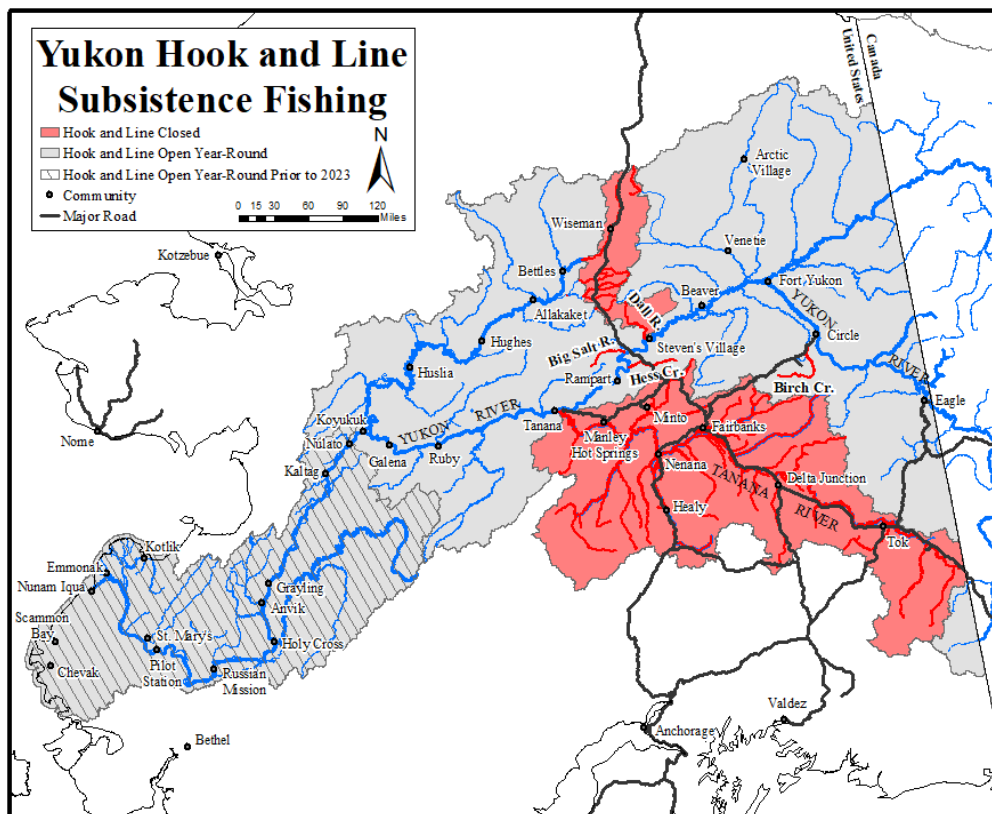 Yukon Hook and Line
Subsistence Fishing
Hook and Line Closed
Hook and Line Open Year-Round
Hook and Line Open Year-Round Prior to 2023
Community
Major Road
N
0 15 30 60 90 120
Miles
Canada
United States
Arctic
Village
Wiseman
Kotzebue
Venetie
Bettles
Fort Yukon
Beaver
Allakaket
Dall R.
YUKON
Circle
Hughes
Big Salt R.
Steven's Village
RIVER
Huslia
Rampart
Hess Cr.
Birch Cr.
Eagle
Koyukuk
YUKON
RIVER
Tanana
Minto
Nome
Nulato
Galena
Ruby
Manley
Hot Springs
Fairbanks
Kaltag
Nenana
TANANA
Delta Junction
Healy
RIVER
Tok
Kotlik
Emmonak
Nunam Iqua
Grayling
Anvik
Scammon
Bay
St. Mary's
Holy Cross
Pilot
Station
Chevak
Russian
Mission
Valdez
Anchorage
Bethel